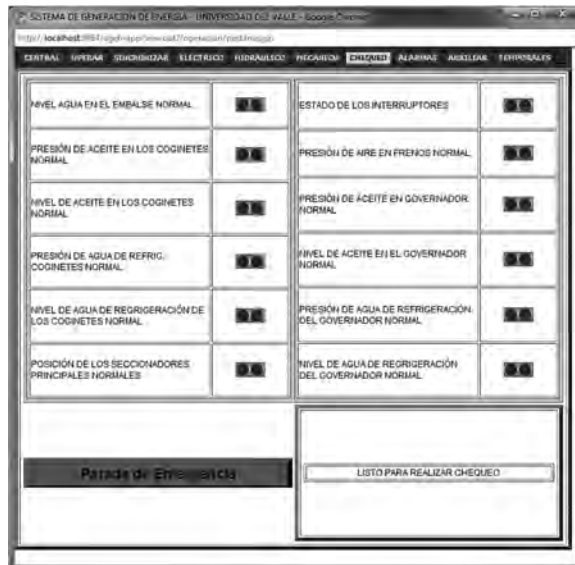 SISTEMA DE GENERACIÓN DE ENERGÍA - UNIVERSIDAD DEL VALLE - Google Chrome
localhost
CENTRAL OPERAR SINCRONIZAR ELECTRICO HIDRAULICO MECANICO CHEQUEO ALARMAS AUXILIAR TEMPORALES
NIVEL AGUA EN EL EMBALSE NORMAL
ESTADO DE LOS INTERRUPTORES
PRESIÓN DE ACEITE EN LOS COGINETES
NORMAL
PRESIÓN DE AIRE EN FRENOS NORMAL
NIVEL DE ACEITE EN LOS COGINETES
NORMAL
PRESIÓN DE ACEITE EN GOVERNADOR
NORMAL
PRESIÓN DE AGUA DE REFRIG.
COGINETES NORMAL
NIVEL DE ACEITE EN EL GOVERNADOR
NORMAL
NIVEL DE AGUA DE REGRIGERACIÓN DE
LOS COGINETES NORMAL
PRESIÓN DE AGUA DE REFRIGERACIÓN
DEL GOVERNADOR NORMAL
POSICIÓN DE LOS SECCIONADORES
PRINCIPALES NORMALES
NIVEL DE AGUA DE REGRIGERACIÓN
DEL GOVERNADOR NORMAL
Parada de Emergencia
LISTO PARA REALIZAR CHEQUEO